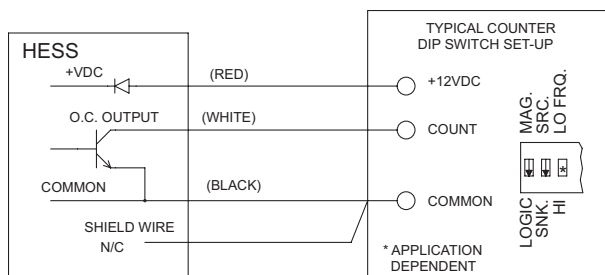 HESS
+VDC
O.C. OUTPUT
COMMON
SHIELD WIRE
N/C
(RED)
(WHITE)
(BLACK)
TYPICAL COUNTER
DIP SWITCH SET-UP
+12VDC
COUNT
COMMON
MAG.
SRC.
LO FRQ.
*
LOGIC
SNK.
HI
* APPLICATION
DEPENDENT